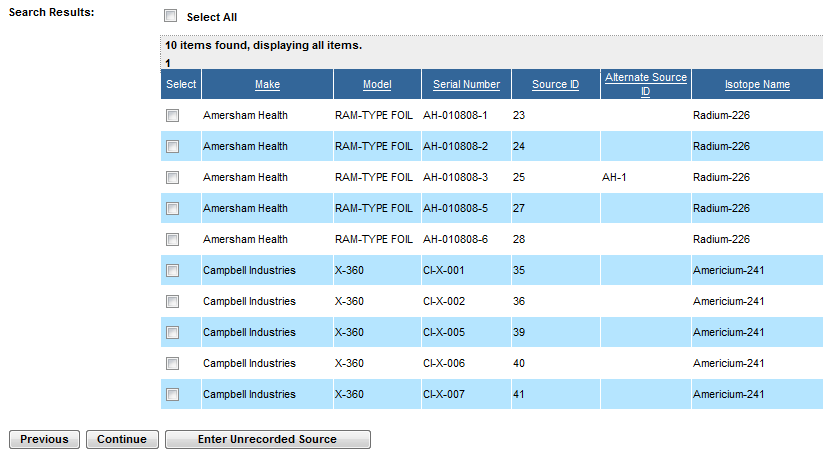 Search Results:
Select All
10 items found, displaying all items.
1
Select Make Model Serial Number Source ID Alternate Source ID Isotope Name
Amersham Health RAM-TYPE FOIL AH-010808-1 23 Radium-226
Amersham Health RAM-TYPE FOIL AH-010808-2 24 Radium-226
Amersham Health RAM-TYPE FOIL AH-010808-3 25 AH-1 Radium-226
Amersham Health RAM-TYPE FOIL AH-010808-5 27 Radium-226
Amersham Health RAM-TYPE FOIL AH-010808-6 28 Radium-226
Campbell Industries X-360 CI-X-001 35 Americium-241
Campbell Industries X-360 CI-X-002 36 Americium-241
Campbell Industries X-360 CI-X-005 39 Americium-241
Campbell Industries X-360 CI-X-006 40 Americium-241
Campbell Industries X-360 CI-X-007 41 Americium-241
Previous Continue Enter Unrecorded Source